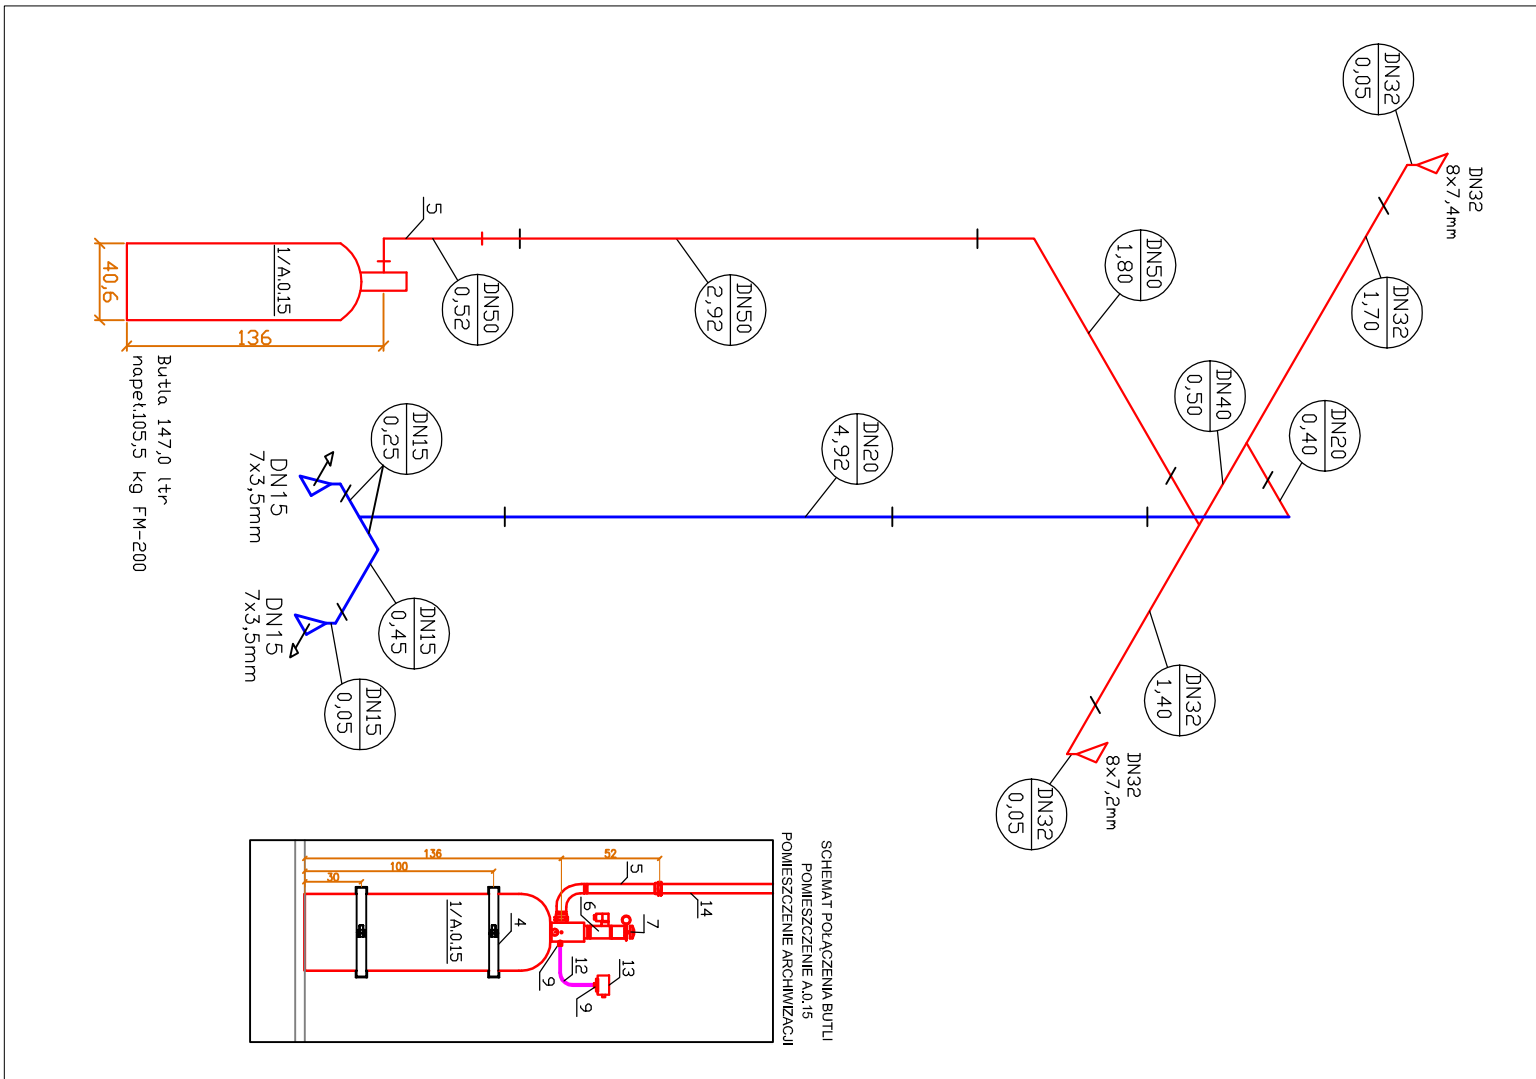 DN32
0,05
DN32
8x7,4mm
DN32
1,70
DN50
1,80
DN40
0,50
DN20
0,40
5
DN50
0,52
DN50
2,92
1/A.0.15
40,6
136
Butla 147,0 ltr
napeł.105,5 kg FM-200
DN15
0,25
DN15
7x3,5mm
DN20
4,92
DN15
0,45
DN15
7x3,5mm
DN15
0,05
DN32
1,40
DN32
8x7,2mm
DN32
0,05
SCHEMAT POŁĄCZENIA BUTLI
POMIESZCZENIE A.0.15
POMIESZCZENIE ARCHIWIZACJI
136
52
100
30
5
14
6
7
4
1/A.0.15
9
12
13
9